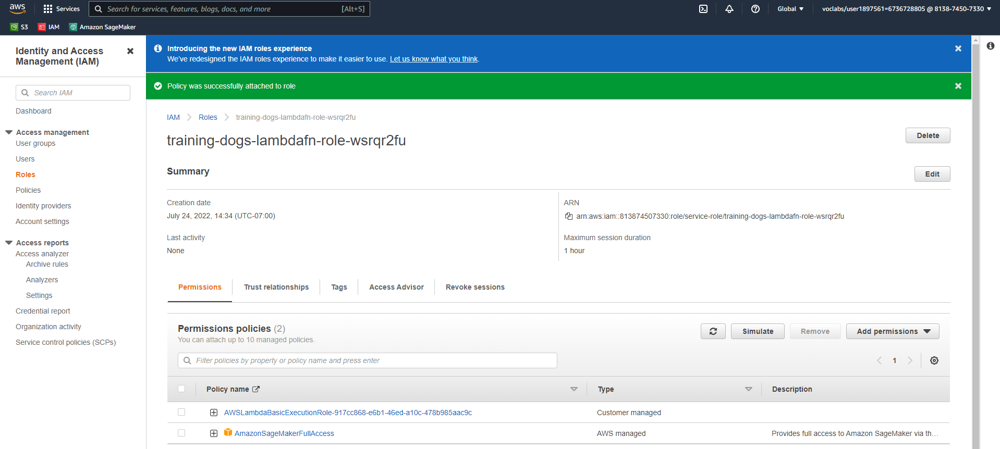 aws
Services
Search for services, features, blogs, docs, and more
[Alt+S]
Global
voclabs/user1897561=6736728805 @ 8138-7450-7330
S3
IAM
Amazon SageMaker
Identity and Access
Management (IAM)
Search IAM
Dashboard
Access management
User groups
Users
Roles
Policies
Identity providers
Account settings
Access reports
Access analyzer
Archive rules
Analyzers
Settings
Credential report
Organization activity
Service control policies (SCPs)
Introducing the new IAM roles experience
We've redesigned the IAM roles experience to make it easier to use. Let us know what you think.
Policy was successfully attached to role
IAM
Roles
training-dogs-lambdafn-role-wsrqr2fu
training-dogs-lambdafn-role-wsrqr2fu
Delete
Summary
Edit
Creation date
July 24, 2022, 14:34 (UTC-07:00)
ARN
arn:aws:iam::813874507330:role/service-role/training-dogs-lambdafn-role-wsrqr2fu
Last activity
None
Maximum session duration
1 hour
Permissions
Trust relationships
Tags
Access Advisor
Revoke sessions
Permissions policies (2)
You can attach up to 10 managed policies.
Simulate
Remove
Add permissions
Filter policies by property or policy name and press enter
1
Policy name
Type
Description
AWSLambdaBasicExecutionRole-917cc868-e6b1-46ed-a10c-478b985aac9c
Customer managed
AmazonSageMakerFullAccess
AWS managed
Provides full access to Amazon SageMaker via th…